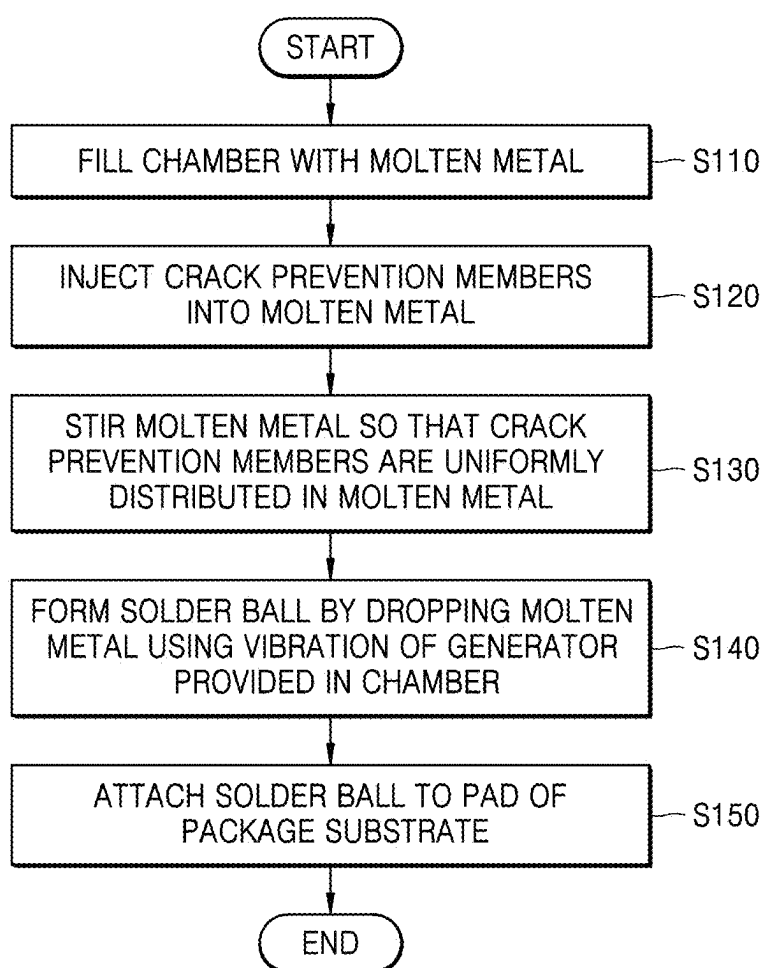 START
FILL CHAMBER WITH MOLTEN METAL
S110
INJECT CRACK PREVENTION MEMBERS
INTO MOLTEN METAL
S120
STIR MOLTEN METAL SO THAT CRACK
PREVENTION MEMBERS ARE UNIFORMLY
DISTRIBUTED IN MOLTEN METAL
S130
FORM SOLDER BALL BY DROPPING MOLTEN
METAL USING VIBRATION OF GENERATOR
PROVIDED IN CHAMBER
S140
ATTACH SOLDER BALL TO PAD OF
PACKAGE SUBSTRATE
S150
END